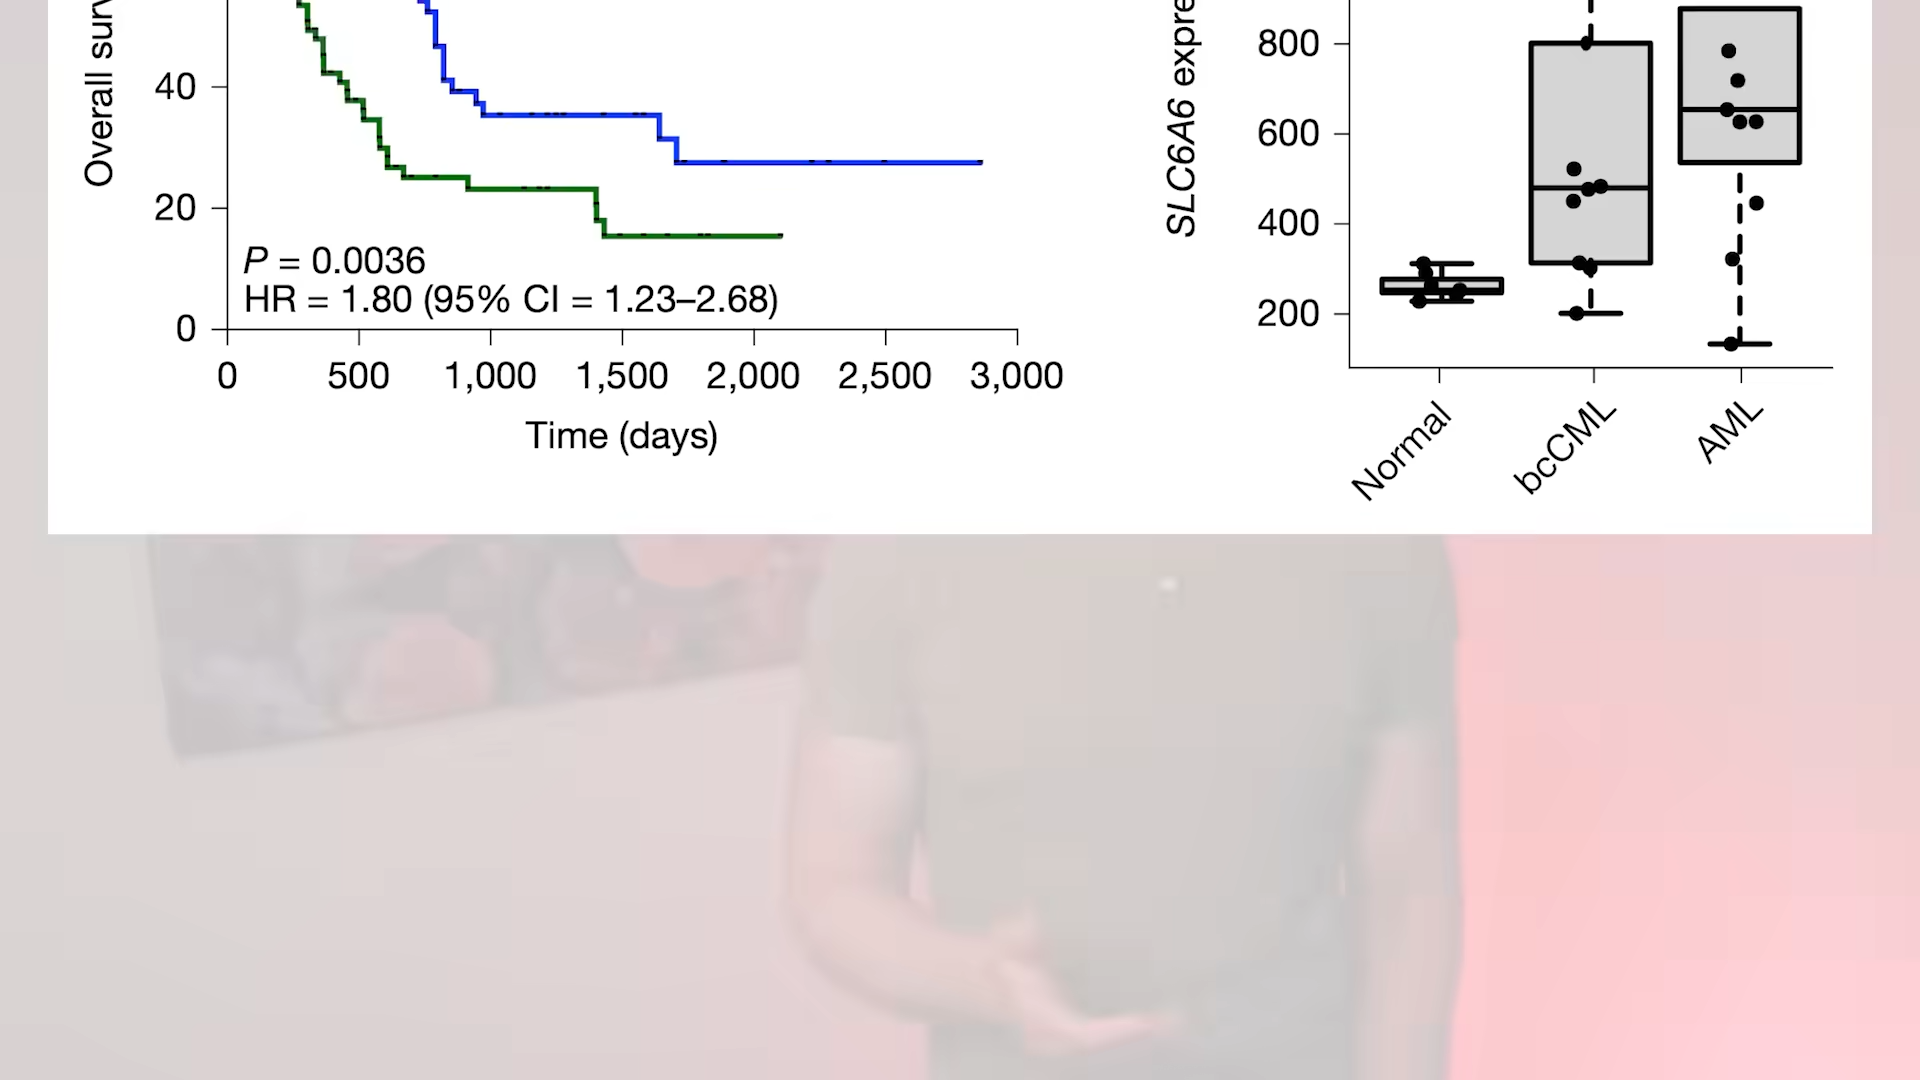 Overall surv
40
20
0
P = 0.0036
HR = 1.80 (95% CI = 1.23–2.68)
0 500 1,000 1,500 2,000 2,500 3,000
Time (days)
SLC6A6 expre
800
600
400
200
Normal
bcCML
AML